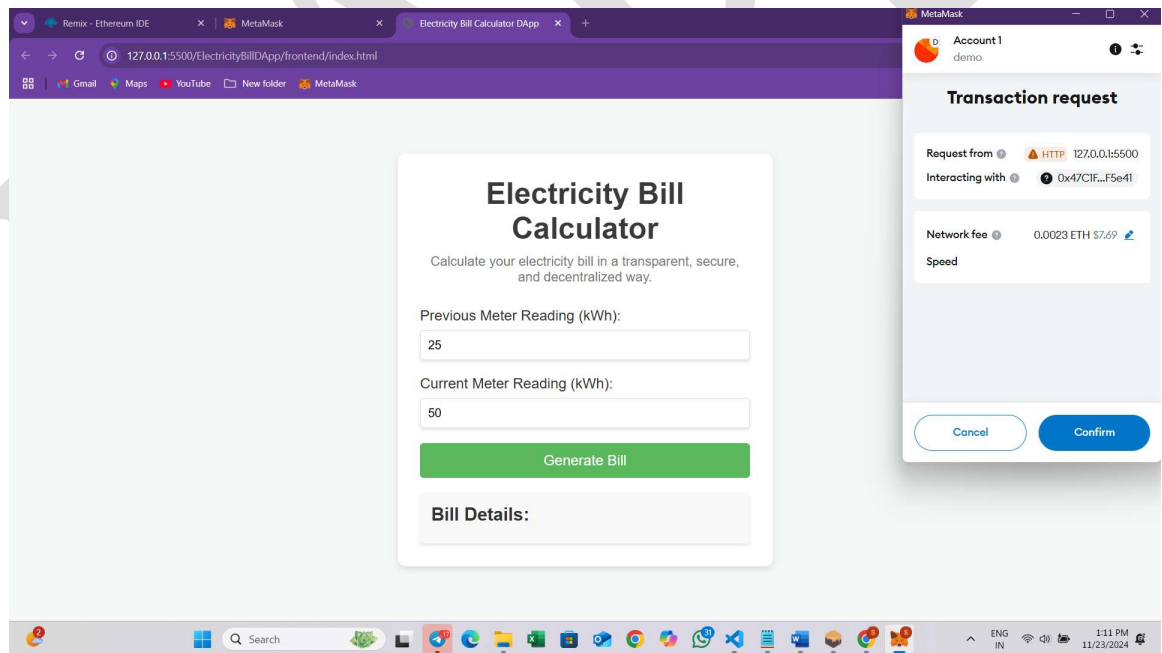 Remix - Ethereum IDE
MetaMask
Electricity Bill Calculator DApp
MetaMask
127.0.0.1:5500/ElectricityBillDApp/frontend/index.html
Gmail
Maps
YouTube
New folder
MetaMask
Electricity Bill
Calculator
Calculate your electricity bill in a transparent, secure,
and decentralized way.
Previous Meter Reading (kWh):
25
Current Meter Reading (kWh):
50
Generate Bill
Bill Details:
D
Account 1
demo
Transaction request
Request from HTTP 127.0.0.1:5500
Interacting with 0x47C1F...F5e41
Network fee 0.0023 ETH $7.69
Speed
Cancel
Confirm
2
Search
ENG
IN
1:11 PM
11/23/2024